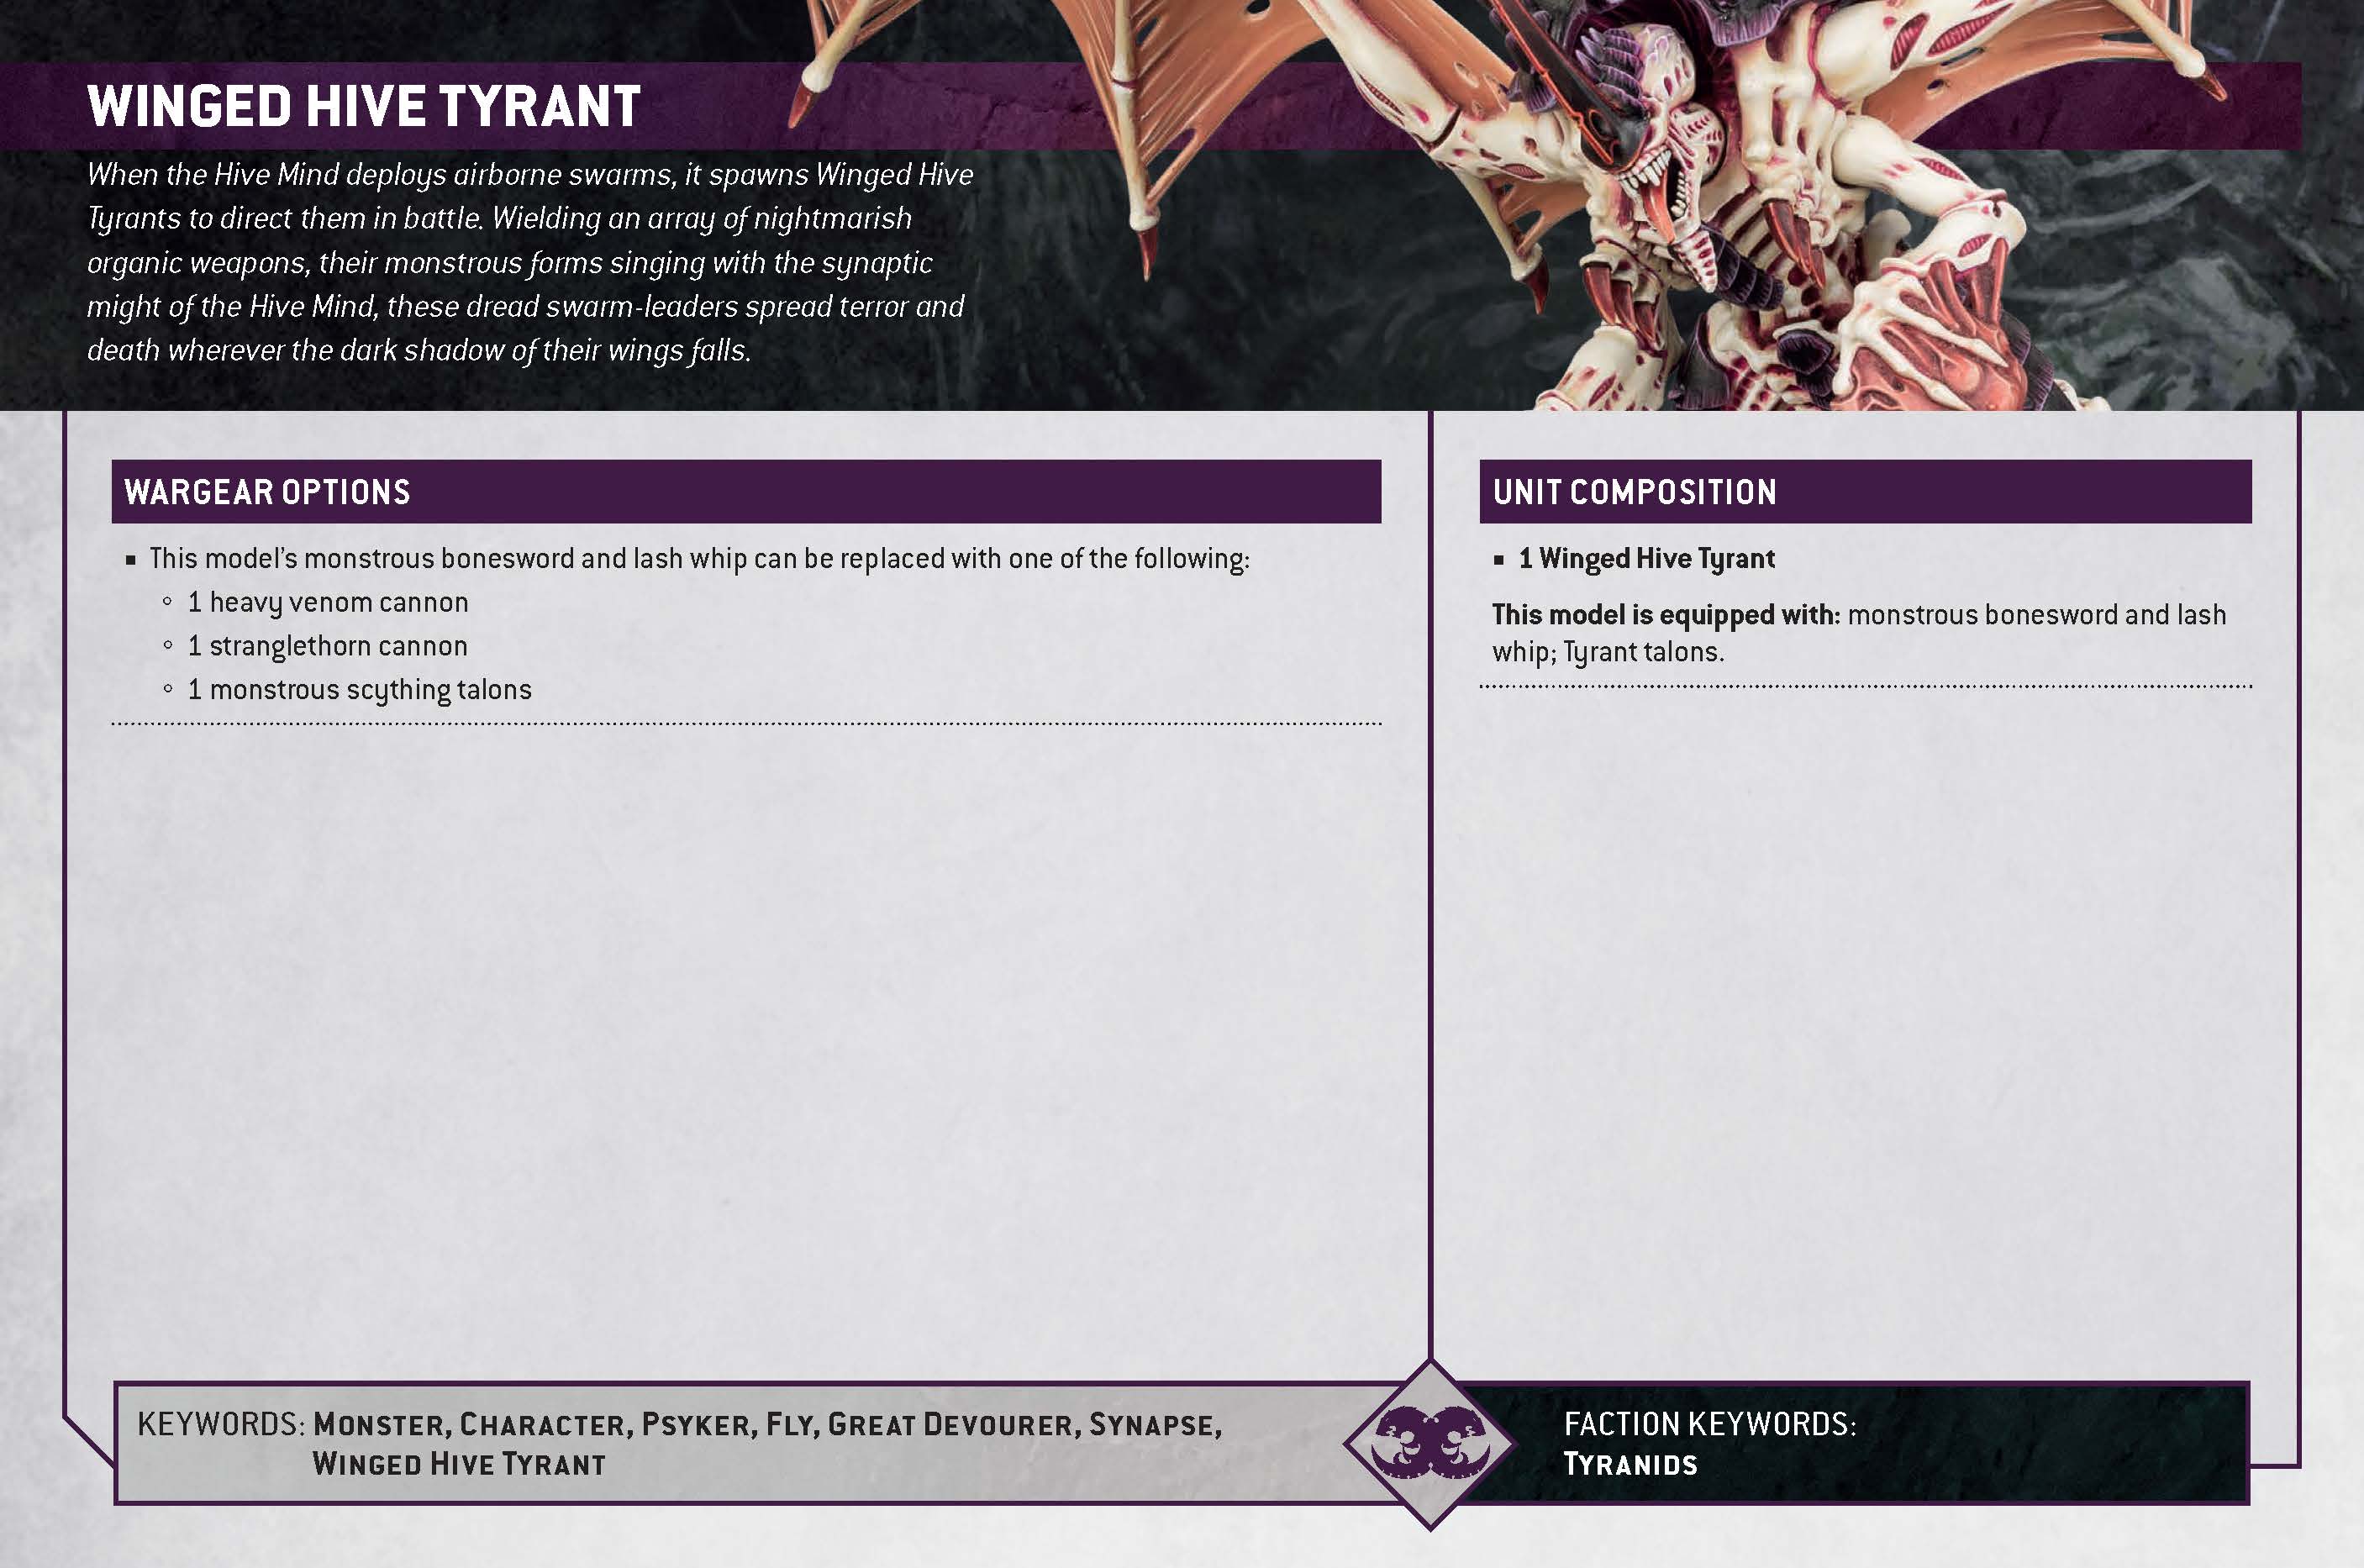 WINGED HIVE TYRANT
When the Hive Mind deploys airborne swarms, it spawns Winged Hive
Tyrants to direct them in battle. Wielding an array of nightmarish
organic weapons, their monstrous forms singing with the synaptic
might of the Hive Mind, these dread swarm-leaders spread terror and
death wherever the dark shadow of their wings falls.
WARGEAR OPTIONS
▪ This model's monstrous bonesword and lash whip can be replaced with one of the following:
◦ 1 heavy venom cannon
◦ 1 stranglethorn cannon
◦ 1 monstrous scything talons
UNIT COMPOSITION
▪ 1 Winged Hive Tyrant
This model is equipped with: monstrous bonesword and lash
whip; Tyrant talons.
KEYWORDS: MONSTER, CHARACTER, PSYKER, FLY, GREAT DEVOURER, SYNAPSE,
WINGED HIVE TYRANT
FACTION KEYWORDS:
TYRANIDS